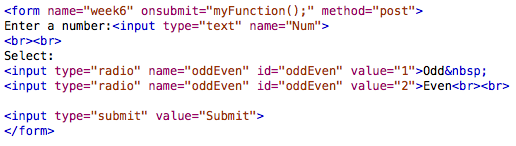 <form name="week6" onsubmit="myFunction();" method="post">
Enter a number:<input type="text" name="Num">
<br><br>
Select:
<input type="radio" name="oddEven" id="oddEven" value="1">Odd&nbsp;
<input type="radio" name="oddEven" id="oddEven" value="2">Even<br><br>
<input type="submit" value="Submit">
</form>